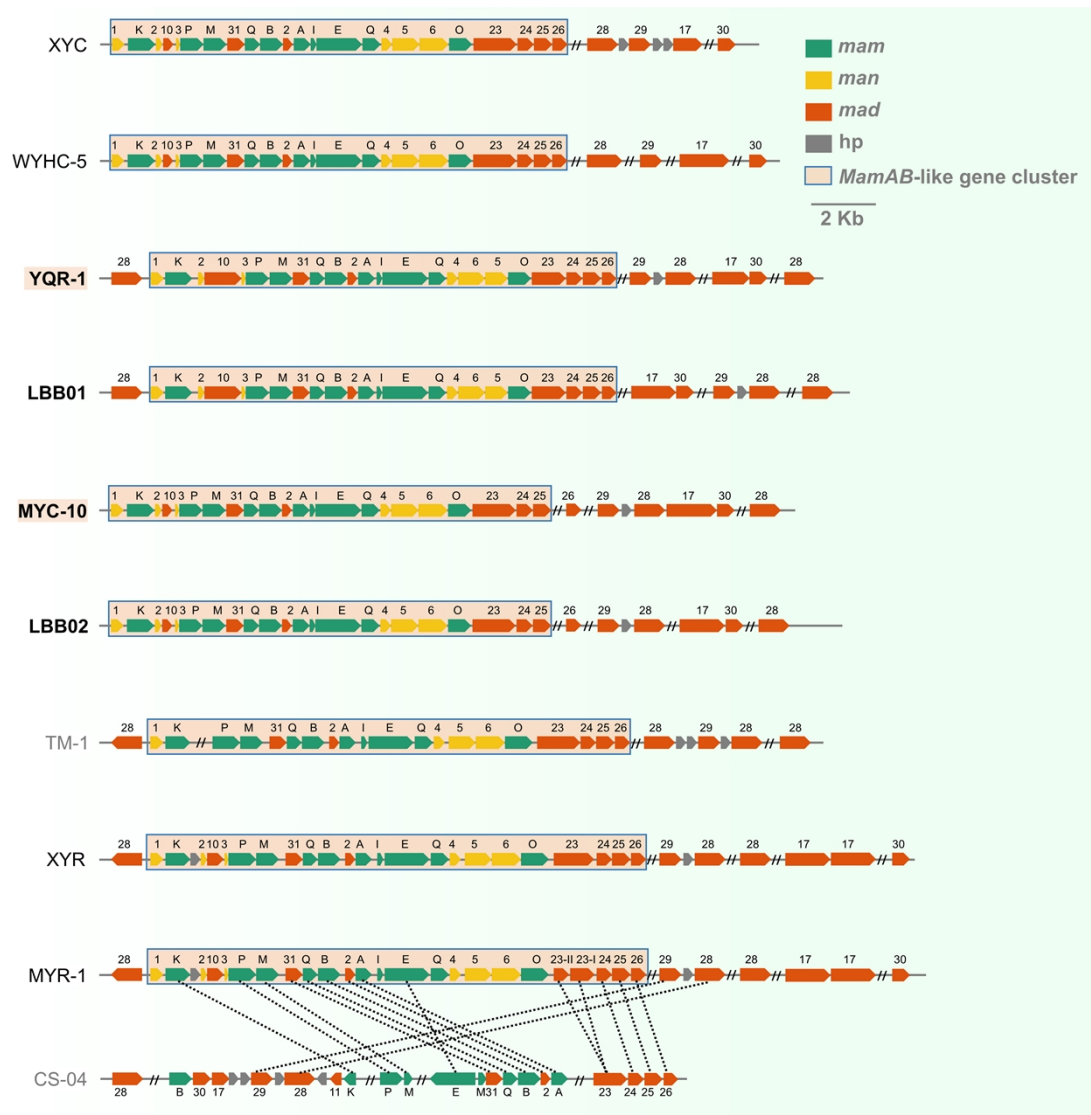 1 K 2 10 3 P M 31 Q B 2 A I E Q 4 5 6 O 23 24 25 26 28 29 17 30
XYC
mam
man
mad
hp
MamAB-like gene cluster
2 Kb
1 K 2 10 3 P M 31 Q B 2 A I E Q 4 5 6 O 23 24 25 26 28 29 17 30
WYHC-5
28 1 K 2 10 3 P M 31 Q B 2 A I E Q 4 6 5 O 23 24 25 26 29 28 17 30 28
YQR-1
28 1 K 2 10 3 P M 31 Q B 2 A I E Q 4 6 5 O 23 24 25 26 17 30 29 28 28
LBB01
1 K 2 10 3 P M 31 Q B 2 A I E Q 4 5 6 O 23 24 25 26 29 28 17 30 28
MYC-10
1 K 2 10 3 P M 31 Q B 2 A I E Q 4 5 6 O 23 24 25 26 29 28 17 30 28
LBB02
28 1 K P M 31 Q B 2 A I E Q 4 5 6 O 23 24 25 26 28 29 28 28
TM-1
28 1 K 2 10 3 P M 31 Q B 2 A I E Q 4 5 6 O 23 24 25 26 29 28 28 17 17 30
XYR
28 1 K 2 10 3 P M 31 Q B 2 A I E Q 4 5 6 O 23-II 23-I 24 25 26 29 28 28 17 17 30
MYR-1
CS-04
28 B 30 17 29 28 11 K P M E M 31 Q B 2 A 23 24 25 26